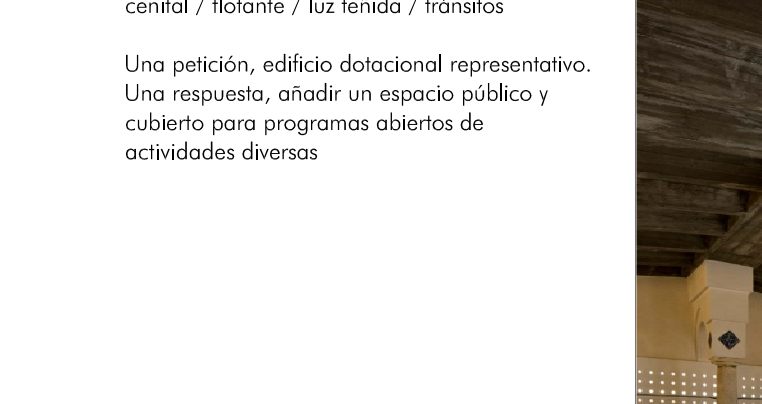 cenital / flotante / luz teñida / tránsitos
Una petición, edificio dotacional representativo.
Una respuesta, añadir un espacio público y
cubierto para programas abiertos de
actividades diversas